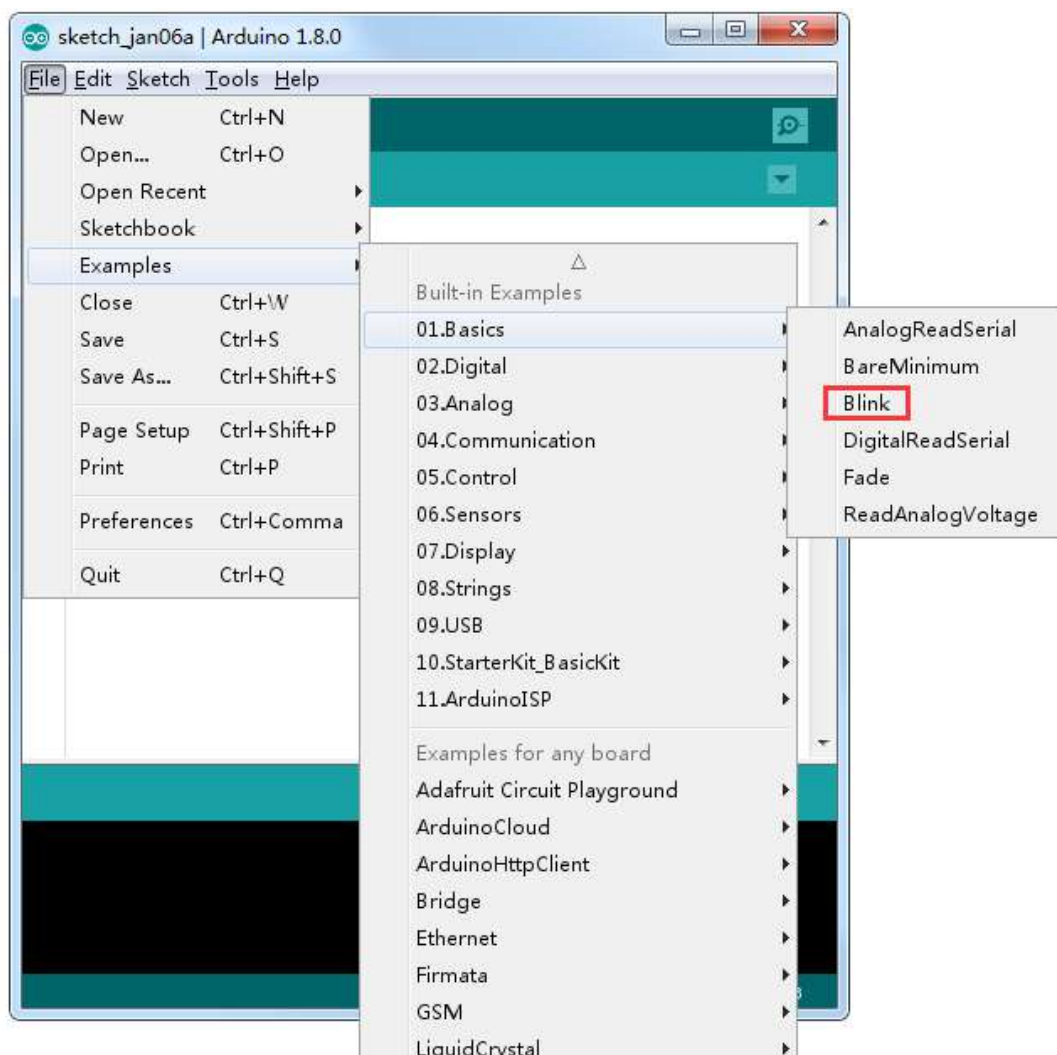 sketch_jan06a | Arduino 1.8.0
File Edit Sketch Tools Help
New Ctrl+N
Open... Ctrl+O
Open Recent
Sketchbook
Examples
Close Ctrl+W
Save Ctrl+S
Save As... Ctrl+Shift+S
Page Setup Ctrl+Shift+P
Print Ctrl+P
Preferences Ctrl+Comma
Quit Ctrl+Q
Built-in Examples
01.Basics
02.Digital
03.Analog
04.Communication
05.Control
06.Sensors
07.Display
08.Strings
09.USB
10.StarterKit_BasicKit
11.ArduinoISP
Examples for any board
Adafruit Circuit Playground
ArduinoCloud
ArduinoHttpClient
Bridge
Ethernet
Firmata
GSM
LiquidCrystal
AnalogReadSerial
BareMinimum
Blink
DigitalReadSerial
Fade
ReadAnalogVoltage